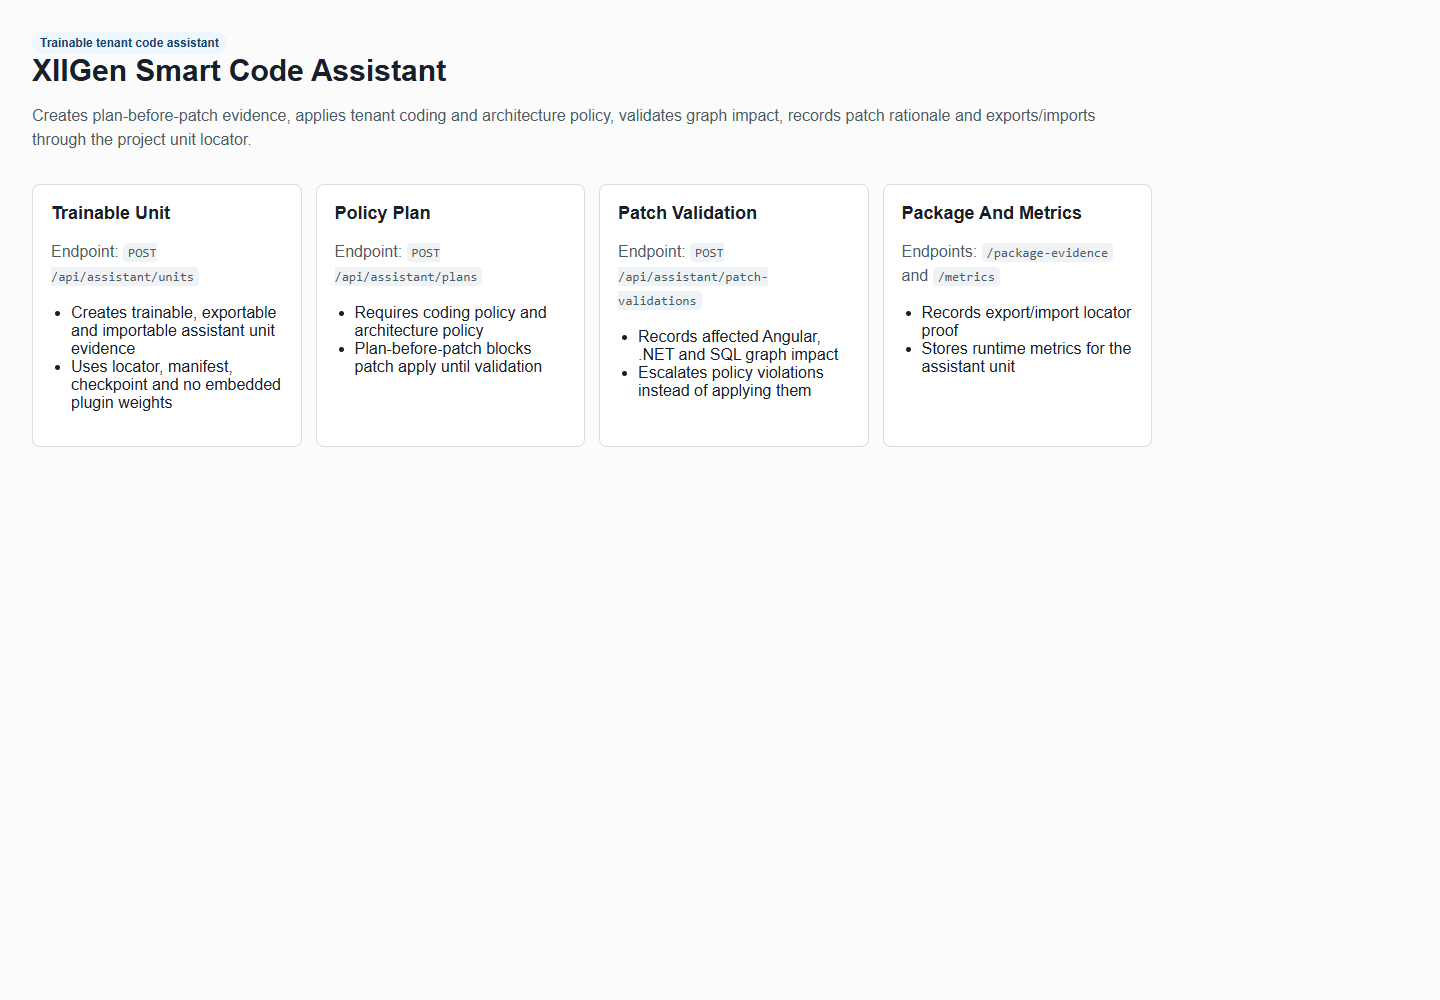 Trainable tenant code assistant
XIIGen Smart Code Assistant
Creates plan-before-patch evidence, applies tenant coding and architecture policy, validates graph impact, records patch rationale and exports/imports
through the project unit locator.
Trainable Unit
Endpoint: POST
/api/assistant/units
• Creates trainable, exportable
and importable assistant unit
evidence
• Uses locator, manifest,
checkpoint and no embedded
plugin weights
Policy Plan
Endpoint: POST
/api/assistant/plans
• Requires coding policy and
architecture policy
• Plan-before-patch blocks
patch apply until validation
Patch Validation
Endpoint: POST
/api/assistant/patch-
validations
• Records affected Angular,
.NET and SQL graph impact
• Escalates policy violations
instead of applying them
Package And Metrics
Endpoints: /package-evidence
and /metrics
• Records export/import locator
proof
• Stores runtime metrics for the
assistant unit